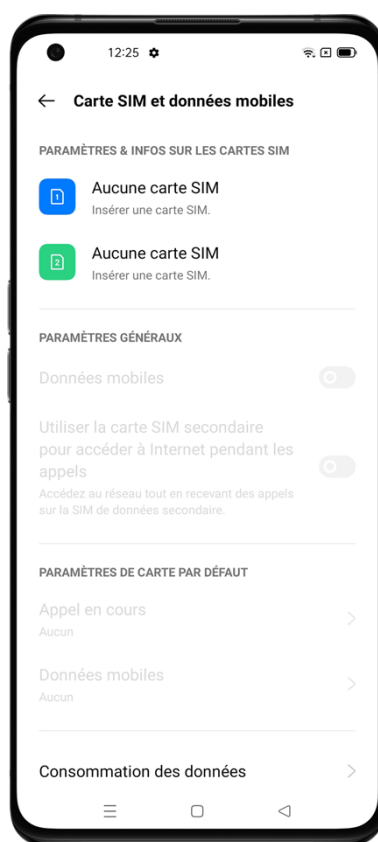 12:25
Carte SIM et données mobiles
PARAMÈTRES & INFOS SUR LES CARTES SIM
1
Aucune carte SIM
Insérer une carte SIM.
2
Aucune carte SIM
Insérer une carte SIM.
PARAMÈTRES GÉNÉRAUX
Données mobiles
Utiliser la carte SIM secondaire
pour accéder à Internet pendant les
appels
Accédez au réseau tout en recevant des appels
sur la SIM de données secondaire.
PARAMÈTRES DE CARTE PAR DÉFAUT
Appel en cours
Aucun
Données mobiles
Aucun
Consommation des données